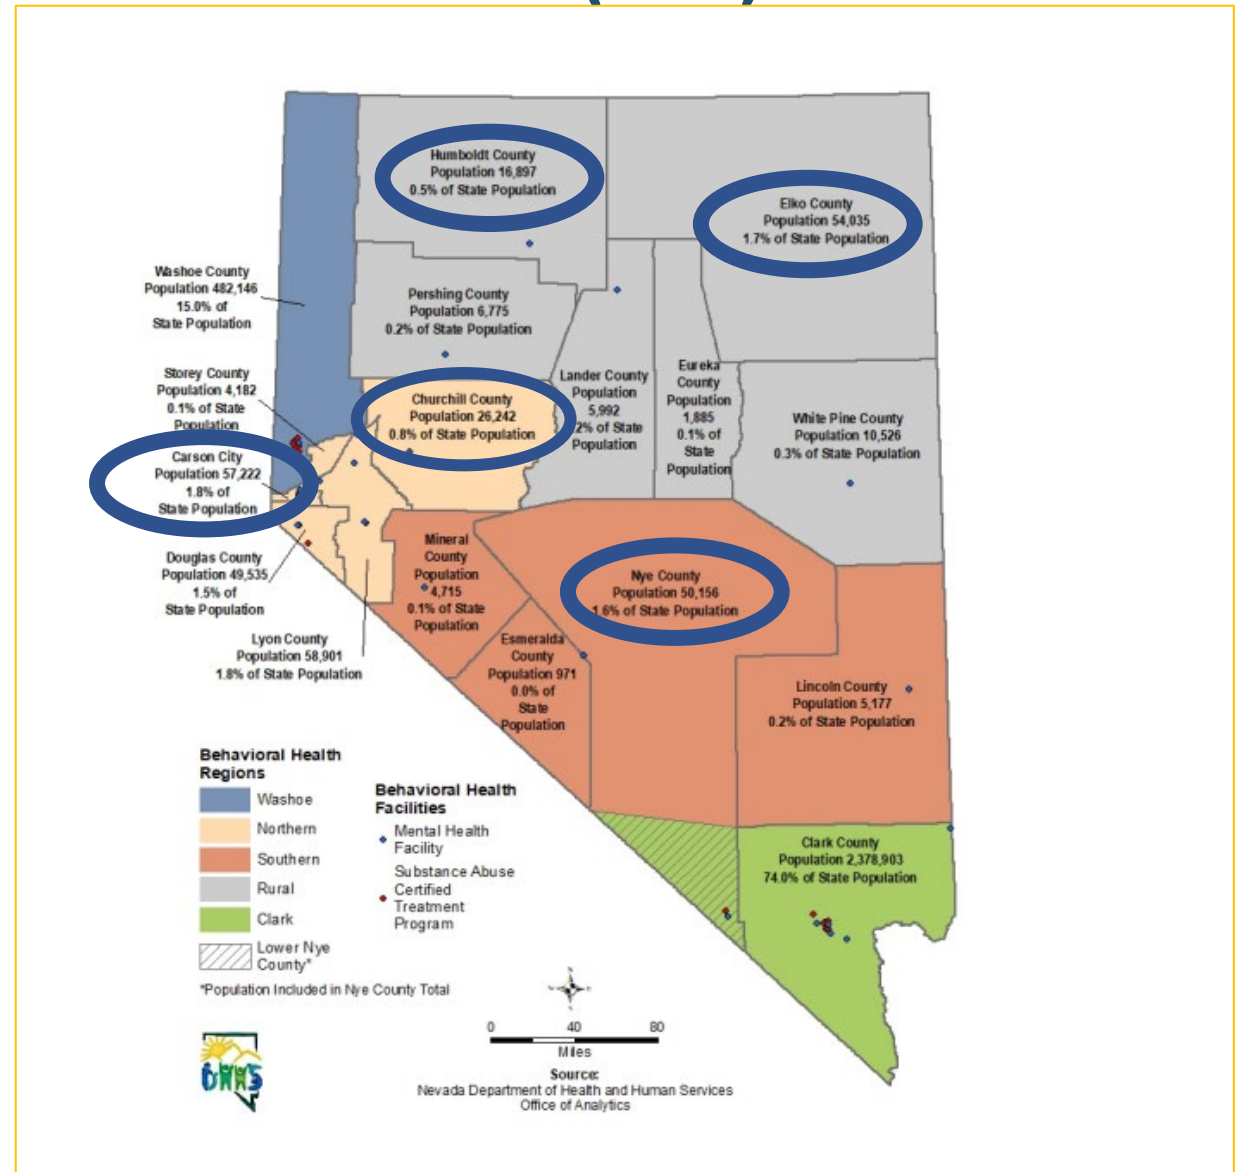 Humboldt County
Population 16,897
0.5% of State Population
Elko County
Population 54,035
1.7% of State Population
Washoe County
Population 482,146
15.0% of
State Population
Pershing County
Population 6,775
0.2% of State Population
Storey County
Population 4,182
0.1% of State
Population
Churchill County
Population 26,242
0.8% of State Population
Lander County
Population
5,992
2% of State
Population
Eureka
County
Population
1,885
0.1% of
State
Population
White Pine County
Population 10,526
0.3% of State Population
Carson City
Population 57,222
1.8% of
State Population
Douglas County
Population 49,535
1.5% of
State Population
Lyon County
Population 58,901
1.8% of State Population
Mineral
County
Population
4,715
0.1% of State
Population
Nye County
Population 50,156
1.6% of State Population
Esmeralda
County
Population 971
0.0% of
State
Population
Lincoln County
Population 5,177
0.2% of State Population
Clark County
Population 2,378,903
74.0% of State Population
Behavioral Health
Regions
Washoe
Northern
Southern
Rural
Clark
Lower Nye
County*
*Population Included in Nye County Total
Behavioral Health
Facilities
Mental Health
Facility
Substance Abuse
Certified
Treatment
Program
0 40 80
Miles
Source:
Nevada Department of Health and Human Services
Office of Analytics
DHHS